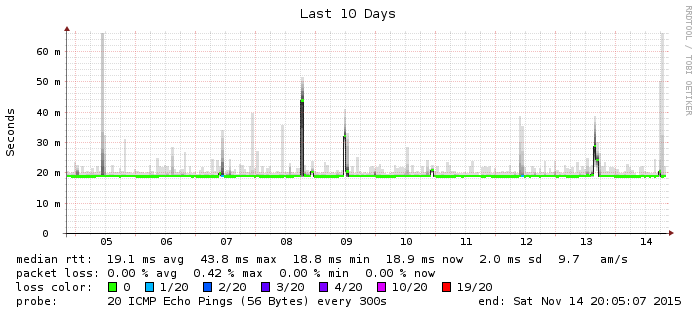 Last 10 Days
RRDTOOL / TOBI OETIKER
Seconds
60 m
50 m
40 m
30 m
20 m
10 m
0
05 06 07 08 09 10 11 12 13 14
median rtt: 19.1 ms avg 43.8 ms max 18.8 ms min 18.9 ms now 2.0 ms sd 9.7 am/s
packet loss: 0.00 % avg 0.42 % max 0.00 % min 0.00 % now
loss color: 0 1/20 2/20 3/20 4/20 10/20 19/20
probe: 20 ICMP Echo Pings (56 Bytes) every 300s end: Sat Nov 14 20:05:07 2015